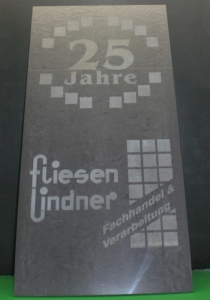 25
Jahre
fliesen
lindner
Fachhandel &
Verarbeitung